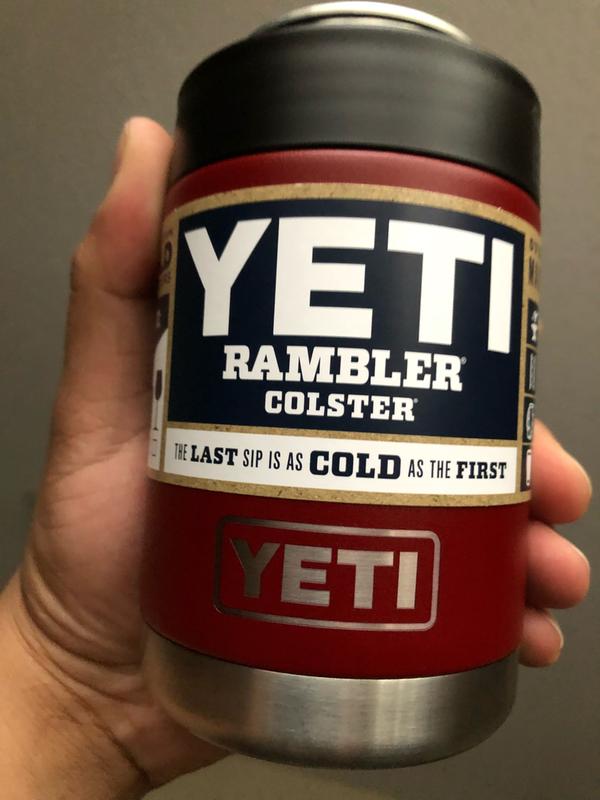 YETI
RAMBLER®
COLSTER®
THE LAST SIP IS AS COLD AS THE FIRST
YETI